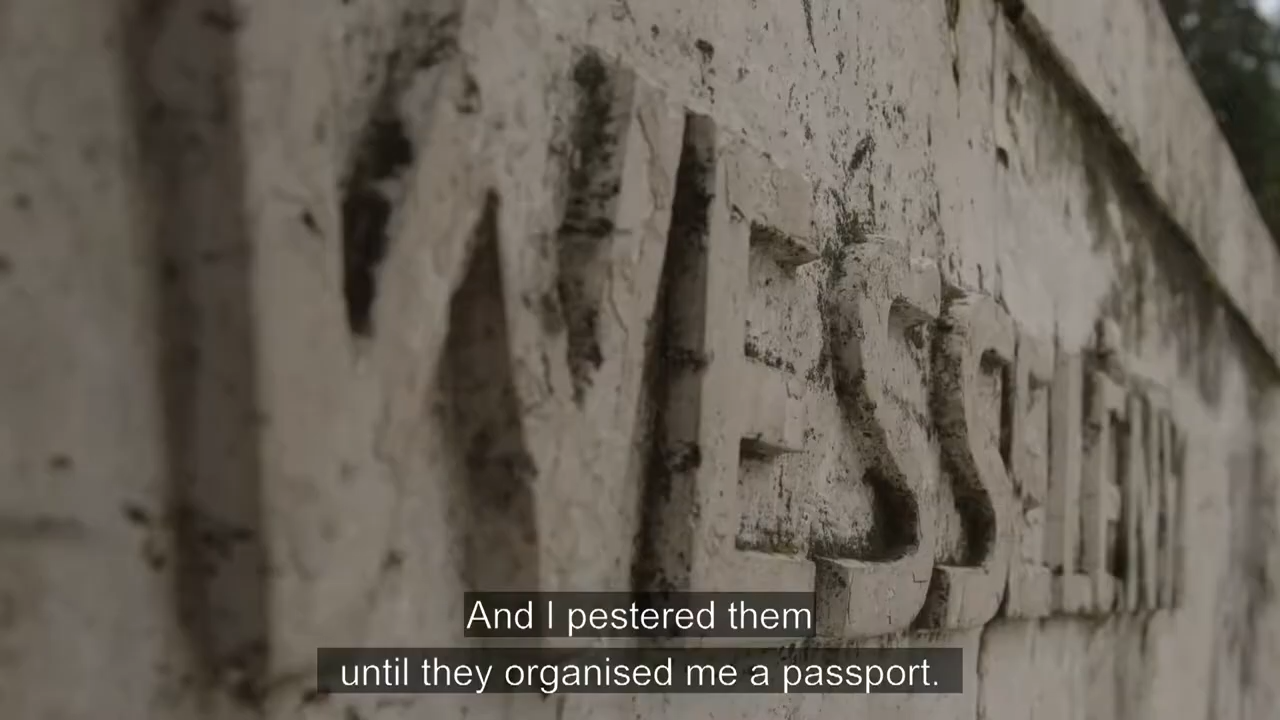 And I pestered them
until they organised me a passport.